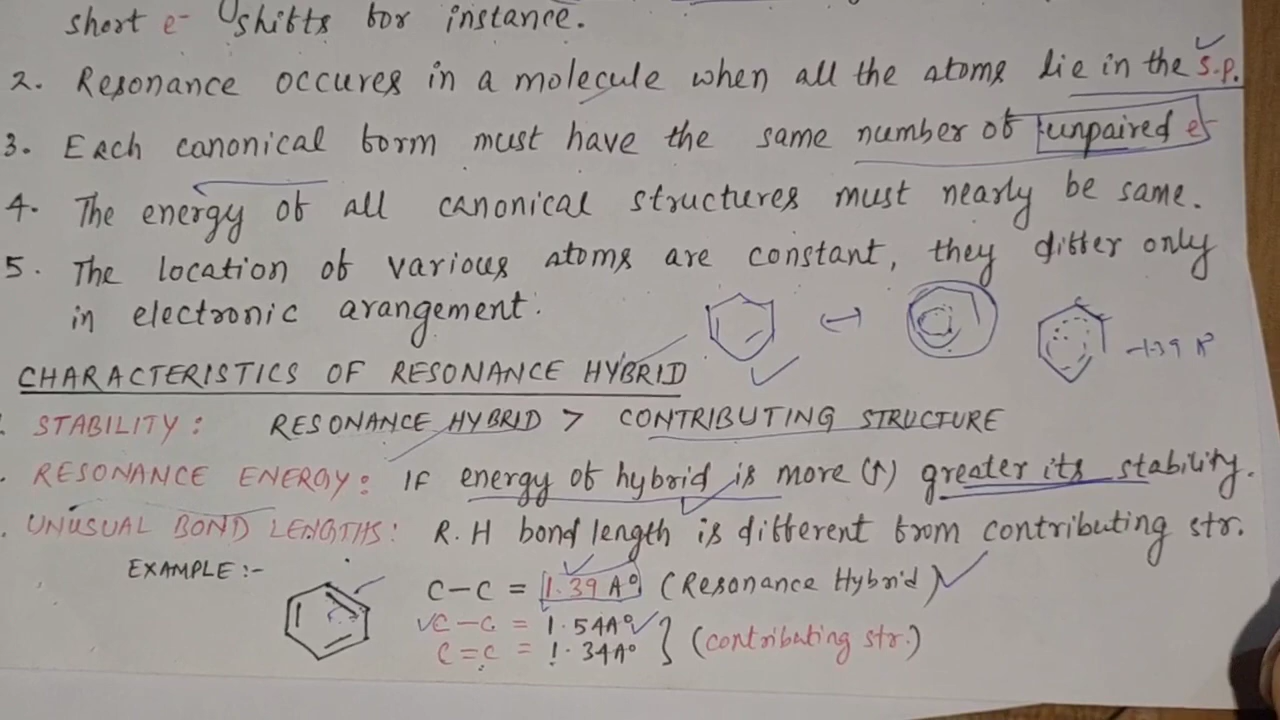 short e- shifts for instance.
2. Resonance occures in a molecule when all the atoms lie in the S.P.
3. Each canonical form must have the same number of unpaired e-
4. The energy of all canonical structures must nearly be same.
5. The location of various atoms are constant, they differ only
in electronic arangement.
1.39 A°
CHARACTERISTICS OF RESONANCE HYBRID
STABILITY: RESONANCE HYBRID > CONTRIBUTING STRUCTURE
RESONANCE ENERGY: IF energy of hybrid is more (↑) greater its stability.
UNUSUAL BOND LENGTHS: R.H bond length is different from contributing str.
EXAMPLE :-
C-C = 1.39 A° (Resonance Hybrid)
C-C = 1.54A°
C=C = 1.34A° } (contributing str.)